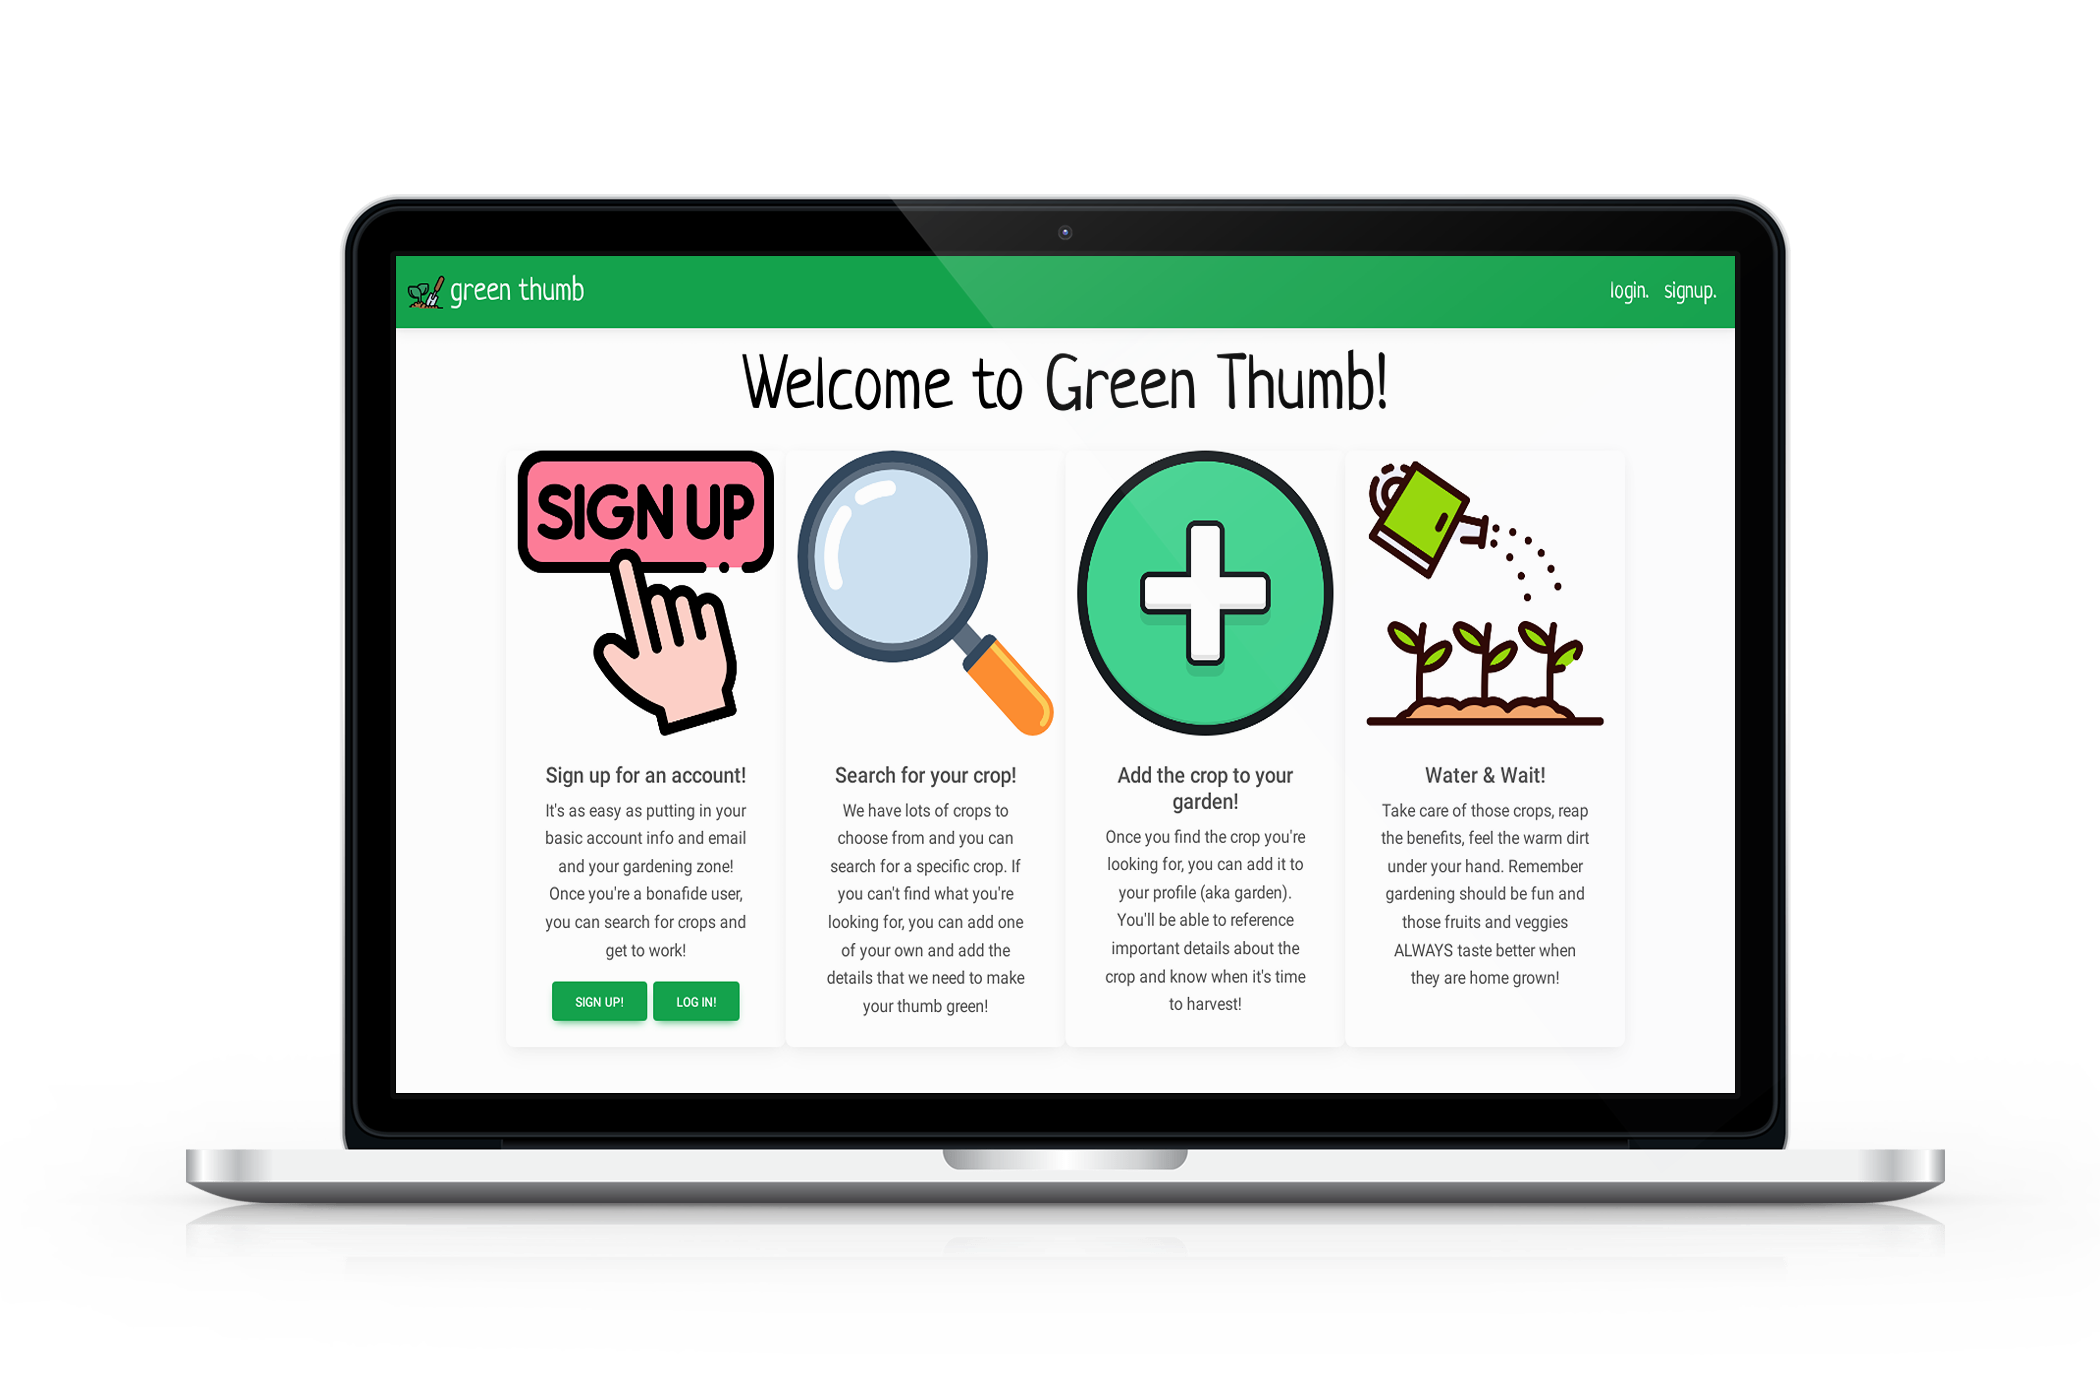 green thumb
login. signup.
Welcome to Green Thumb!
SIGN UP
Sign up for an account!
It's as easy as putting in your
basic account info and email
and your gardening zone!
Once you're a bonafide user,
you can search for crops and
get to work!
SIGN UP! LOG IN!
Search for your crop!
We have lots of crops to
choose from and you can
search for a specific crop. If
you can't find what you're
looking for, you can add one
of your own and add the
details that we need to make
your thumb green!
Add the crop to your
garden!
Once you find the crop you're
looking for, you can add it to
your profile (aka garden).
You'll be able to reference
important details about the
crop and know when it's time
to harvest!
Water & Wait!
Take care of those crops, reap
the benefits, feel the warm dirt
under your hand. Remember
gardening should be fun and
those fruits and veggies
ALWAYS taste better when
they are home grown!